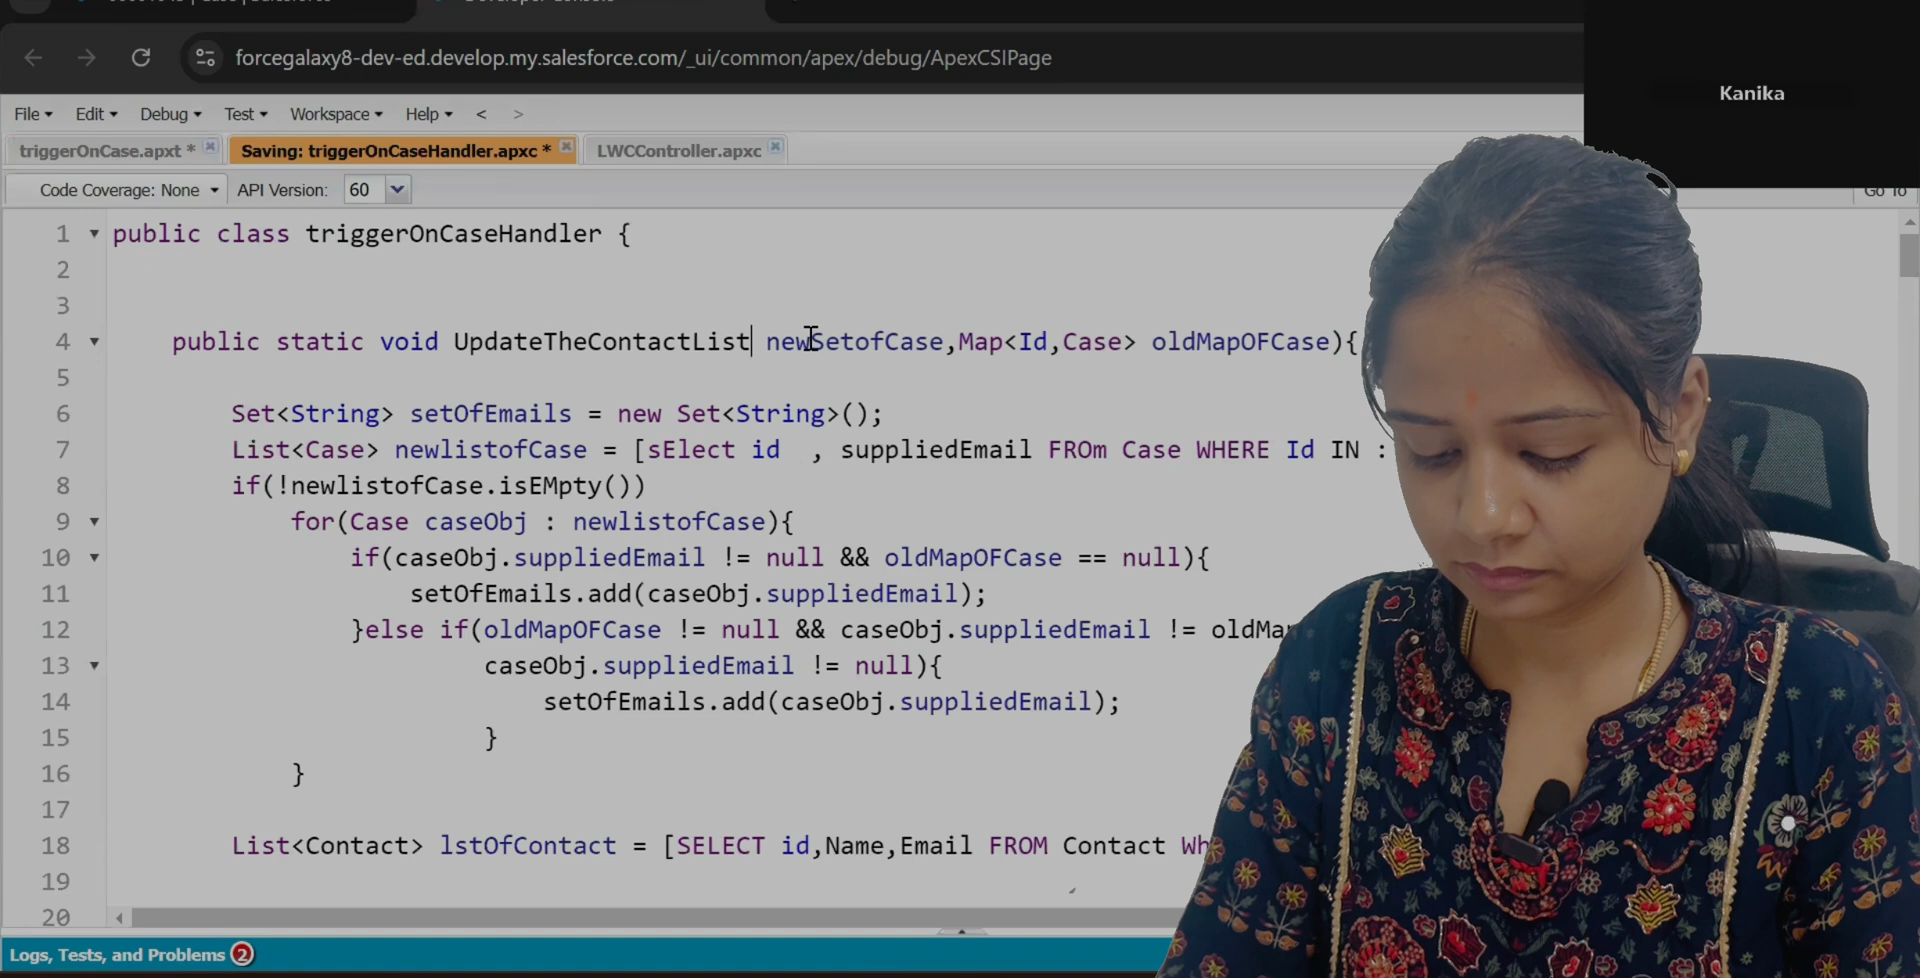 forcegalaxy8-dev-ed.develop.my.salesforce.com/_ui/common/apex/debug/ApexCSIPage
Kanika
File Edit Debug Test Workspace Help < >
triggerOnCase.apxt * Saving: triggerOnCaseHandler.apxc * LWCController.apxc
Code Coverage: None API Version: 60 Go To
1 public class triggerOnCaseHandler {
2
3
4 public static void UpdateTheContactList newSetofCase,Map<Id,Case> oldMapOFCase){
5
6 Set<String> setOfEmails = new Set<String>();
7 List<Case> newlistofCase = [sElect id , suppliedEmail FROm Case WHERE Id IN :
8 if(!newlistofCase.isEMpty())
9 for(Case caseObj : newlistofCase){
10 if(caseObj.suppliedEmail != null && oldMapOFCase == null){
11 setOfEmails.add(caseObj.suppliedEmail);
12 }else if(oldMapOFCase != null && caseObj.suppliedEmail !=
13 caseObj.suppliedEmail != null){
14 setOfEmails.add(caseObj.suppliedEmail);
15 }
16 }
17
18 List<Contact> lstOfContact = [SELECT id,Name,Email FROM Contact
19
20
Logs, Tests, and Problems 2